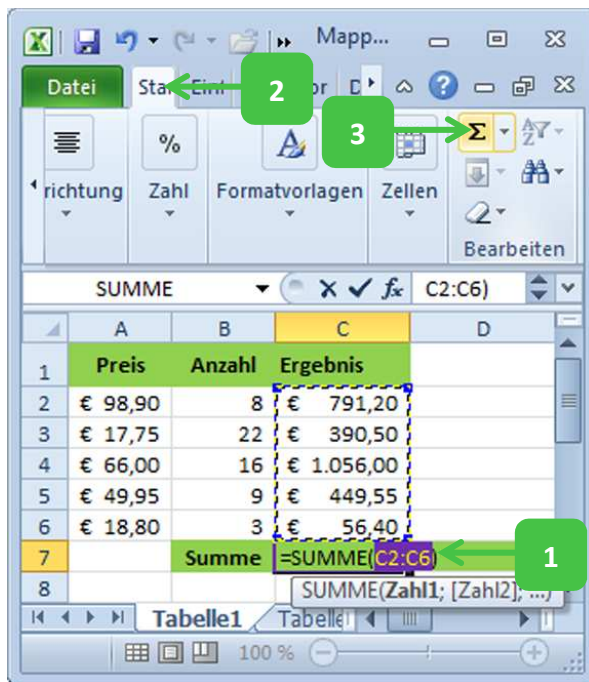 Mapp...
Datei Star Einf 2 or D
3 Σ
% A
richtung Zahl Formatvorlagen Zellen
Bearbeiten
SUMME fx C2:C6)
A B C D
1 Preis Anzahl Ergebnis
2 € 98,90 8 € 791,20
3 € 17,75 22 € 390,50
4 € 66,00 16 € 1.056,00
5 € 49,95 9 € 449,55
6 € 18,80 3 € 56,40
7 Summe =SUMME(C2:C6) 1
8 SUMME(Zahl1; [Zahl2]; ...)
Tabelle1 Tabelle
100 %